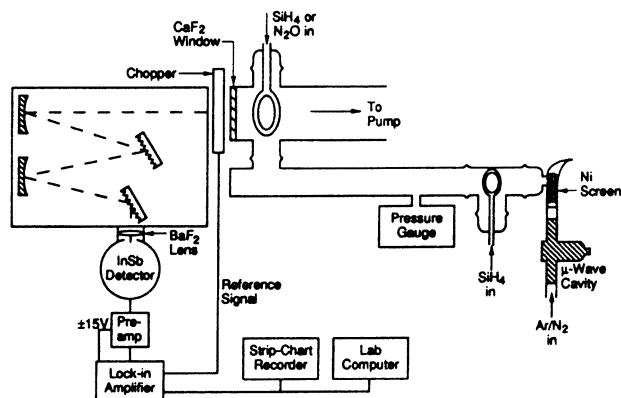 SiH4 or
N2O in
CaF2
Window
Chopper
To
Pump
Ni
Screen
Pressure
Gauge
BaF2
Lens
InSb
Detector
Reference
Signal
SiH4
in
μ-Wave
Cavity
Ar/N2
in
±15V
Pre-
amp
Strip-Chart
Recorder
Lab
Computer
Lock-in
Amplifier